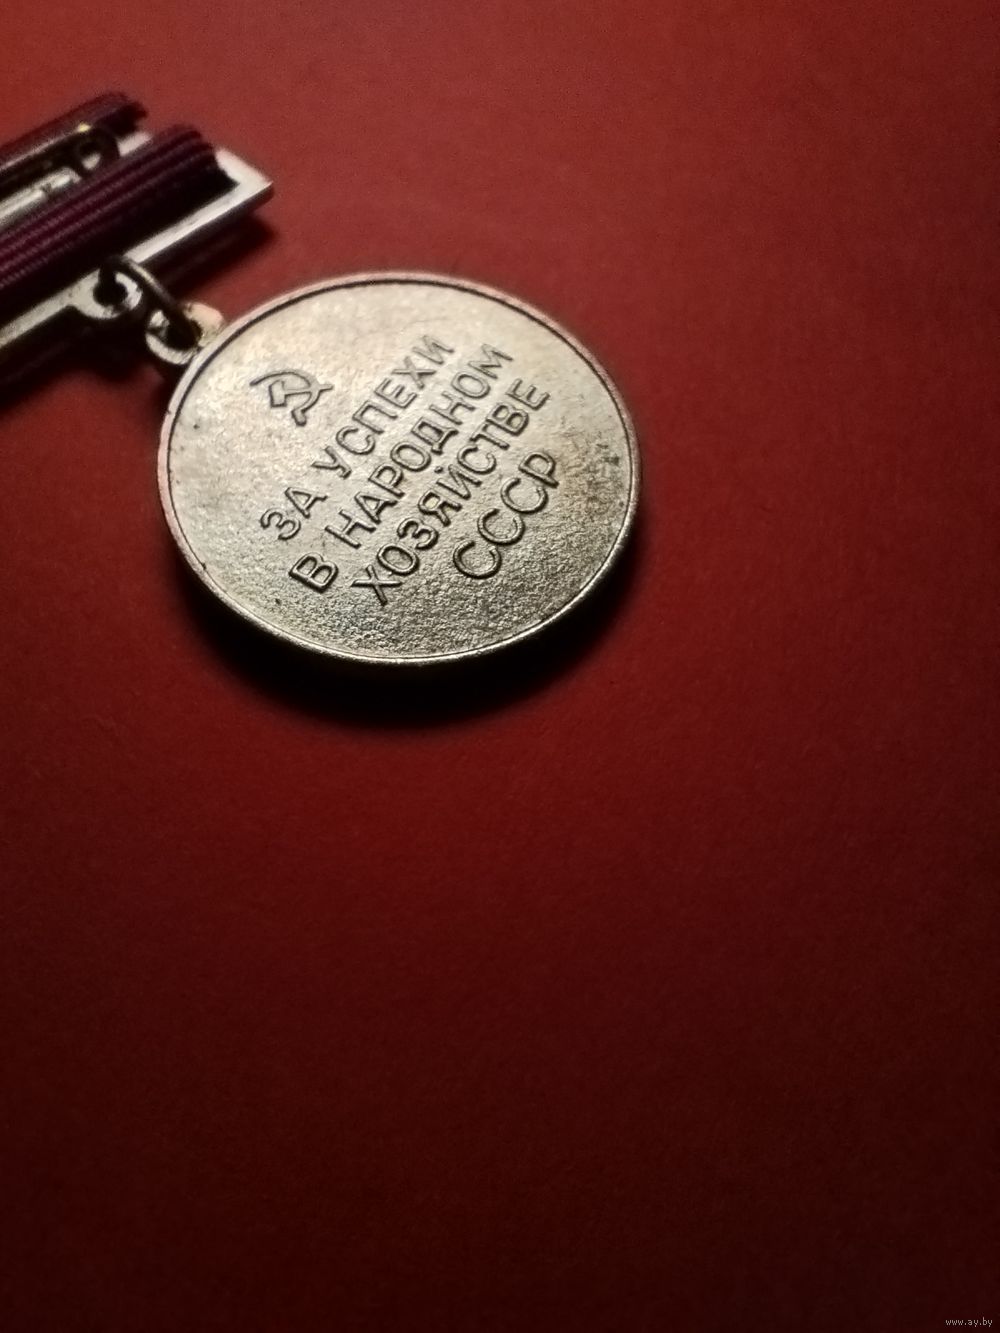 ЗА УСПЕХИ
В НАРОДНОМ
ХОЗЯЙСТВЕ
СССР
www.ay.by